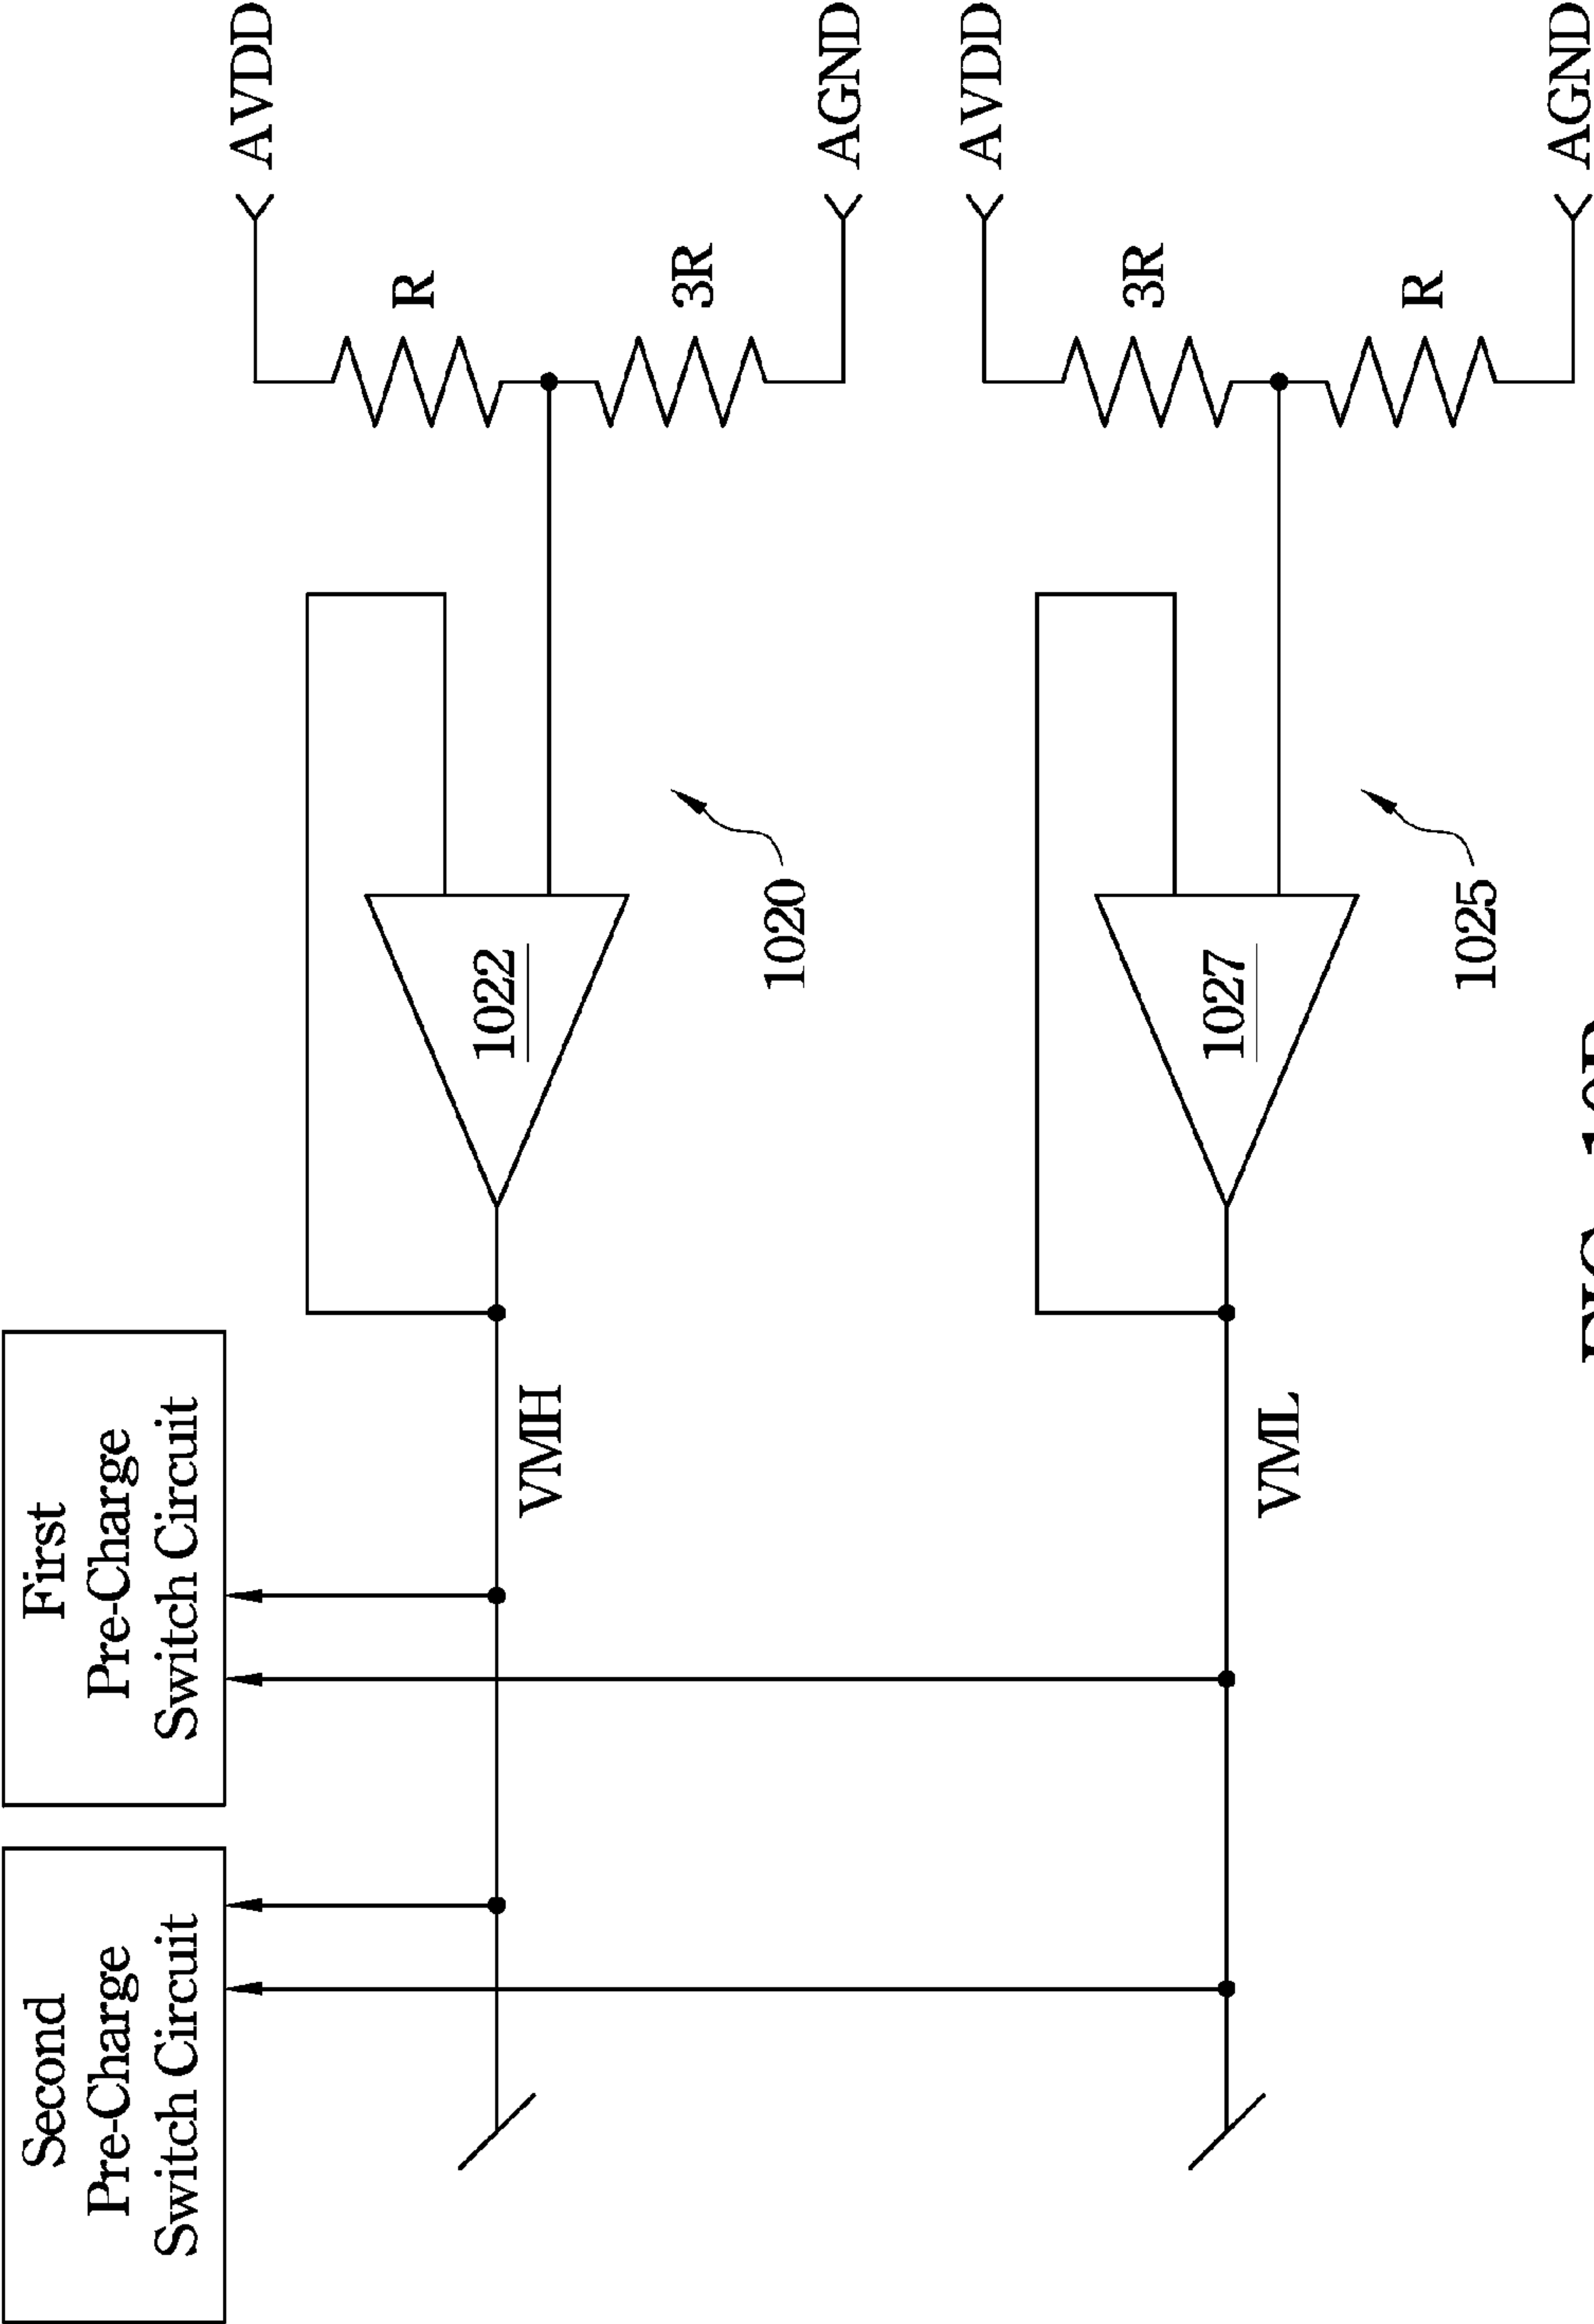 Second
Pre-Charge
Switch Circuit
First
Pre-Charge
Switch Circuit
AVDD
R
1022
VMH
3R
1020
AGND
AVDD
3R
1027
VML
R
1025
AGND